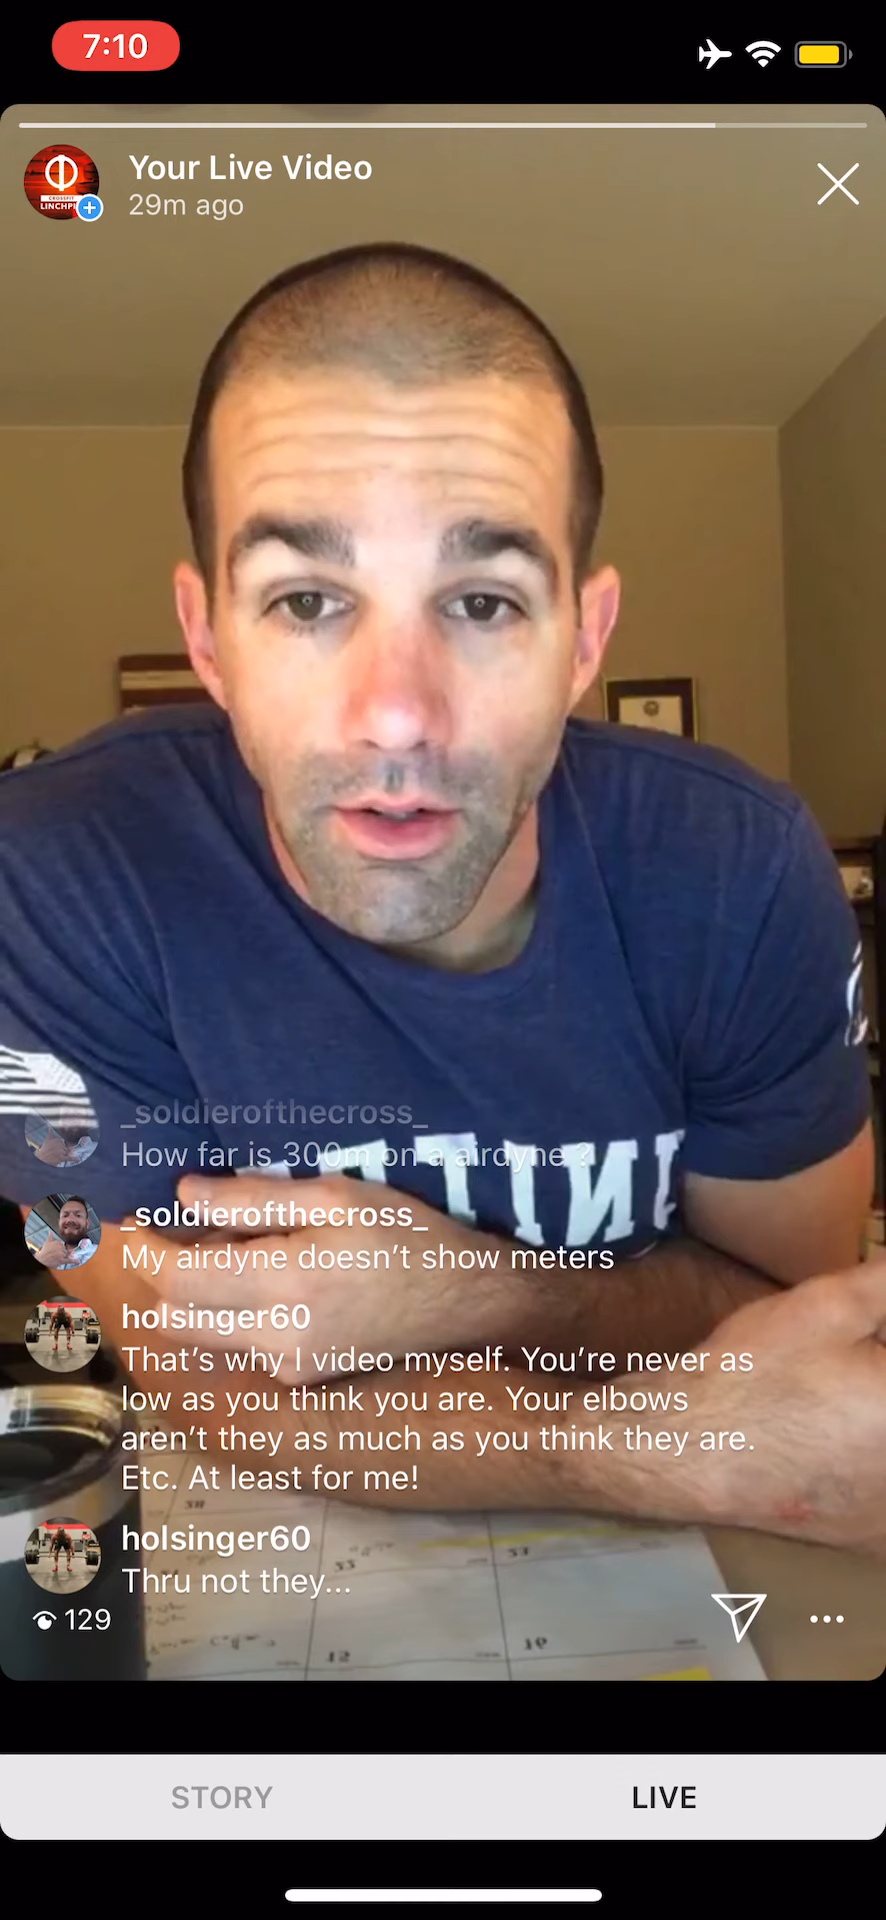 7:10
Your Live Video
29m ago
CROSSFIT
_soldierofthecross_
How far is 300m on a airdyne ?
_soldierofthecross_
My airdyne doesn’t show meters
holsinger60
That’s why I video myself. You’re never as
low as you think you are. Your elbows
aren’t they as much as you think they are.
Etc. At least for me!
holsinger60
Thru not they...
129
STORY
LIVE